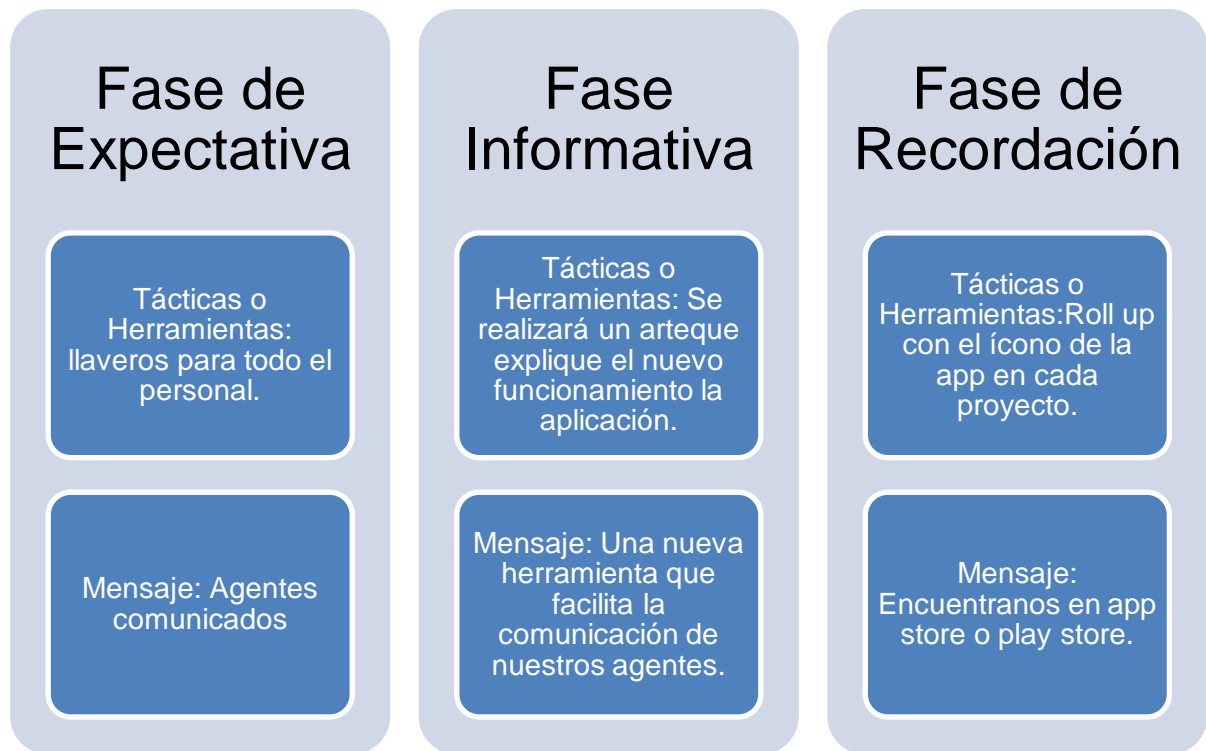 Fase de
Expectativa
Tácticas o
Herramientas:
llaveros para todo el
personal.
Mensaje: Agentes
comunicados
Fase
Informativa
Tácticas o
Herramientas: Se
realizará un arteque
explique el nuevo
funcionamiento la
aplicación.
Mensaje: Una nueva
herramienta que
facilita la
comunicación de
nuestros agentes.
Fase de
Recordación
Tácticas o
Herramientas:Roll up
con el ícono de la
app en cada
proyecto.
Mensaje:
Encuentranos en app
store o play store.